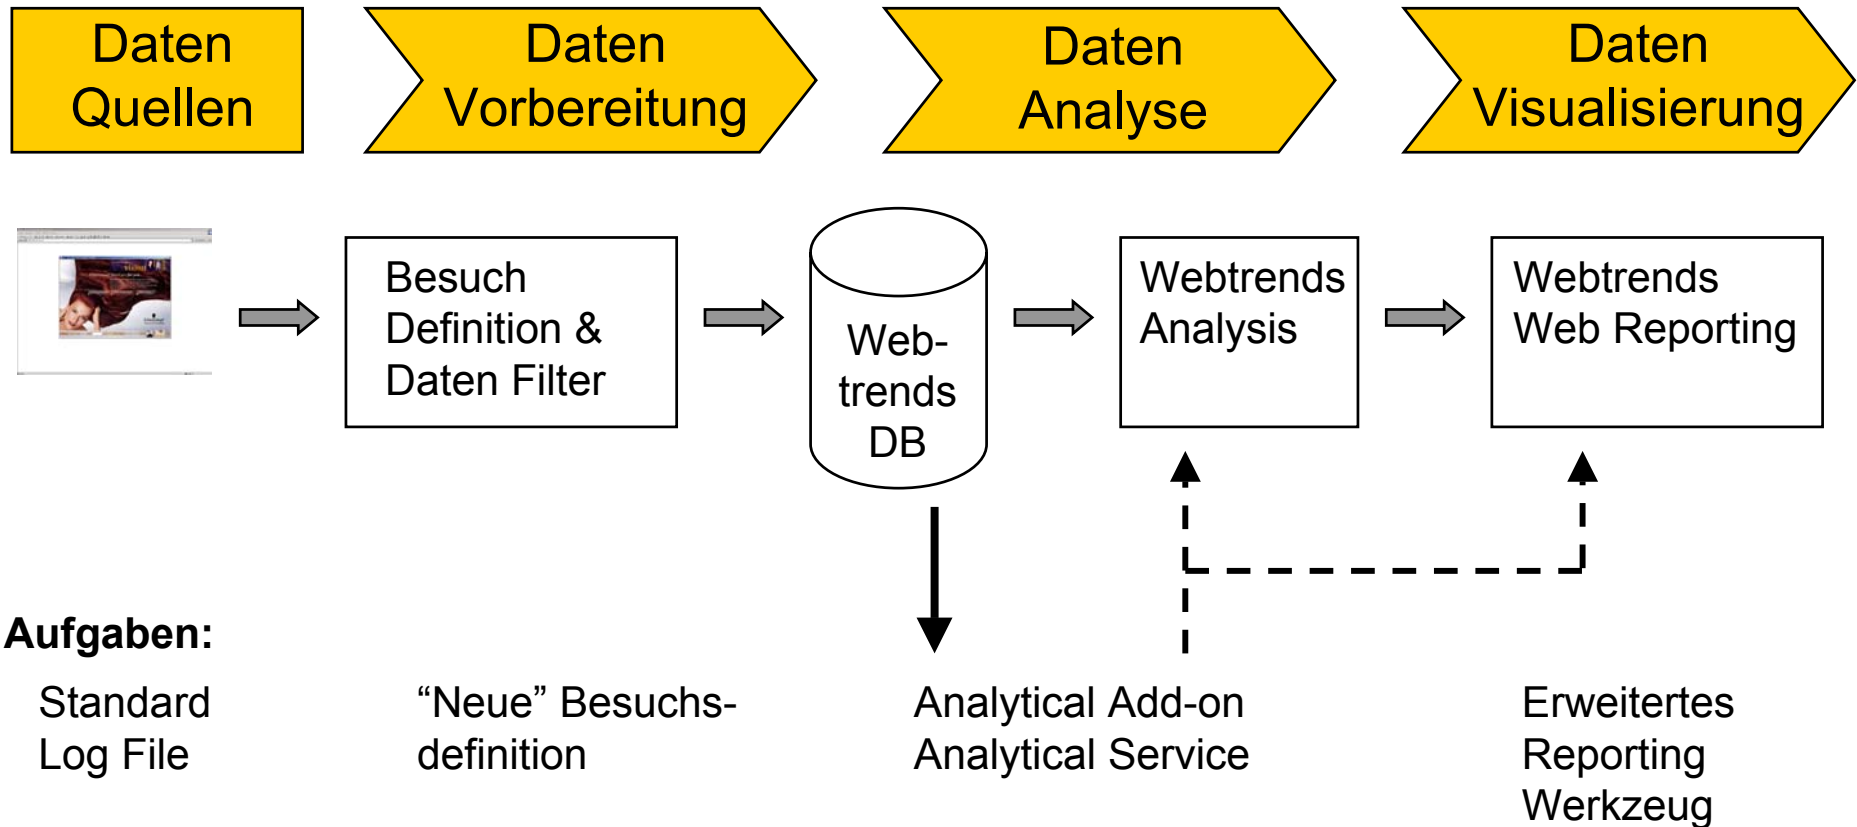 Daten
Quellen
Daten
Vorbereitung
Daten
Analyse
Daten
Visualisierung
Besuch
Definition &
Daten Filter
Web-
trends
DB
Webtrends
Analysis
Webtrends
Web Reporting
Aufgaben:
Standard
Log File
“Neue” Besuchs-
definition
Analytical Add-on
Analytical Service
Erweitertes
Reporting
Werkzeug